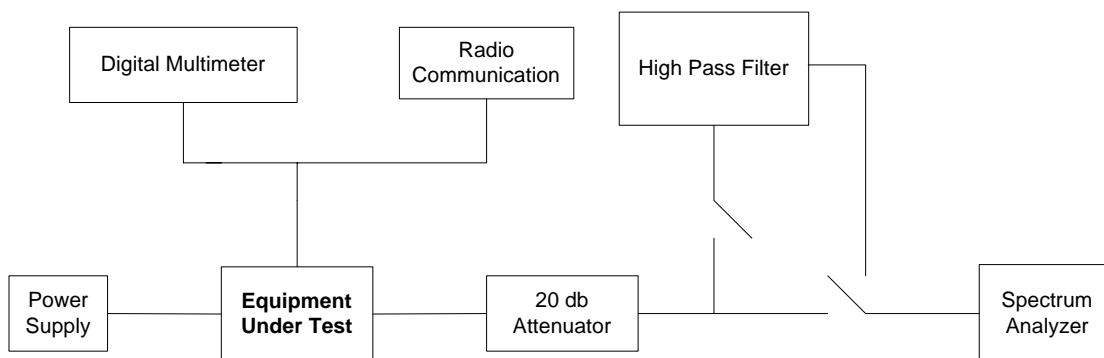 Digital Multimeter
Radio
Communication
High Pass Filter
Power
Supply
Equipment
Under Test
20 db
Attenuator
Spectrum
Analyzer